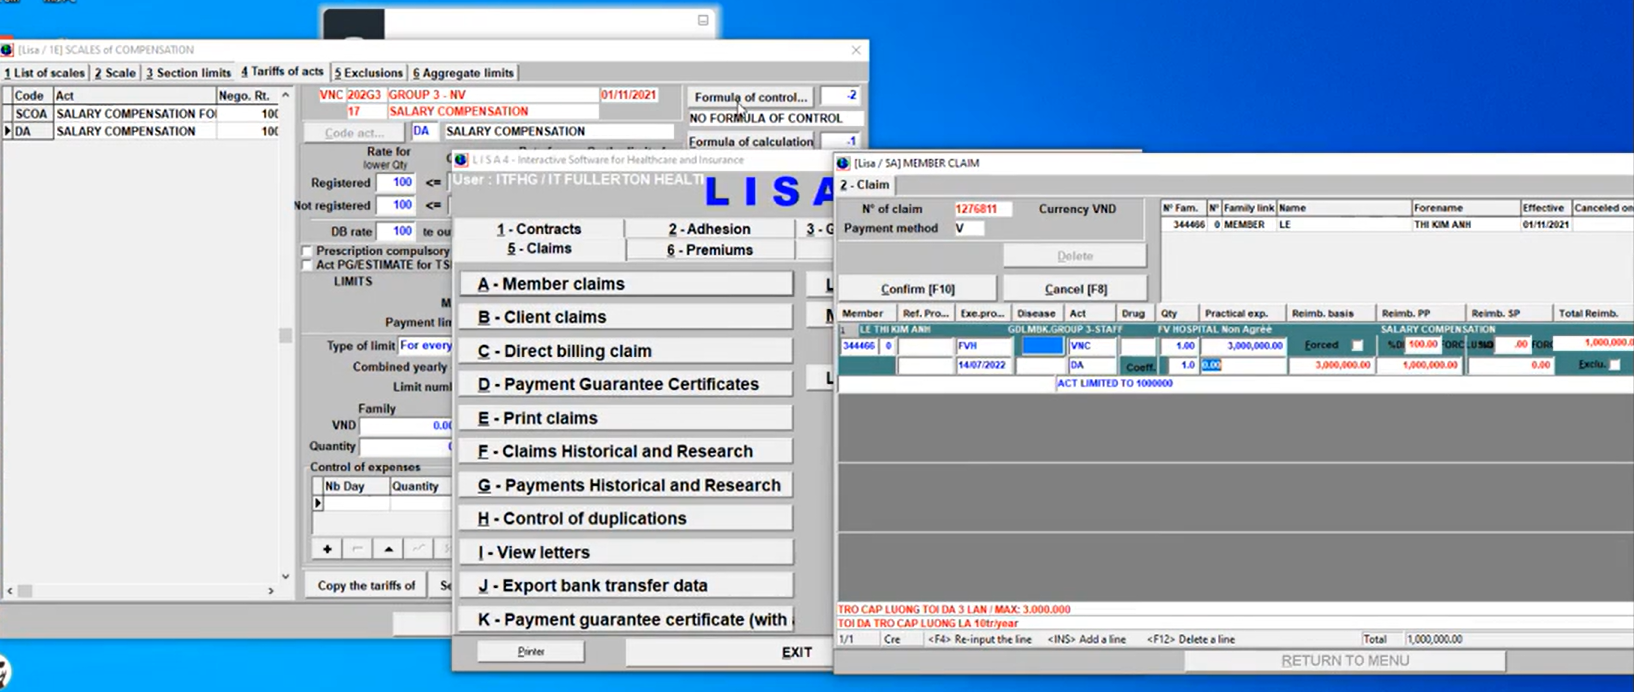 [Lisa / 1E] SCALES of COMPENSATION
1 List of scales 2 Scale 3 Section limits 4 Tariffs of acts 5 Exclusions 6 Aggregate limits
Code Act Nego. Rt.
SCOA SALARY COMPENSATION FO 100
DA SALARY COMPENSATION 100
VNC 202G3 GROUP 3 - NV 01/11/2021
17 SALARY COMPENSATION
Code act... DA SALARY COMPENSATION
Formula of control... -2
NO FORMULA OF CONTROL
Formula of calculation -1
Rate for
lower Qty
Registered 100 <=
Not registered 100 <=
DB rate 100 te ou
Prescription compulsory
Act PG/ESTIMATE for TS
LIMITS
M
Payment lim
Type of limit For every
Combined yearly
Limit num
Family
VND 0.00
Quantity
Control of expenses
Nb Day Quantity
Copy the tariffs of Se
L I S A 4 - Interactive Software for Healthcare and Insurance
User : ITFHG / IT FULLERTON HEALT
L I S A
1 - Contracts 2 - Adhesion 3 - G
5 - Claims 6 - Premiums
A - Member claims
B - Client claims
C - Direct billing claim
D - Payment Guarantee Certificates
E - Print claims
F - Claims Historical and Research
G - Payments Historical and Research
H - Control of duplications
I - View letters
J - Export bank transfer data
K - Payment guarantee certificate (with
Printer EXIT
[Lisa / 5A] MEMBER CLAIM
2 - Claim
N° of claim 1276811 Currency VND
Payment method V
Delete
Confirm [F10] Cancel [F8]
N° Fam. N° Family link Name Forename Effective Canceled on
344466 0 MEMBER LE THI KIM ANH 01/11/2021
Member Ref. Pro... Exe.pro... Disease Act Drug Qty Practical exp. Reimb. basis Reimb. PP Reimb. SP Total Reimb.
1 LE THI KIM ANH GDLMBK.GROUP 3-STAFF FV HOSPITAL Non Agréé SALARY COMPENSATION
344466 0 FVH VNC 1.00 3,000,000.00 Forced 100.00 .00 1,000,000.0
14/07/2022 DA Coeff. 1.0 0.00 3,000,000.00 1,000,000.00 0.00 Exclu.
ACT LIMITED TO 1000000
TRO CAP LUONG TOI DA 3 LAN / MAX: 3.000.000
TOI DA TRO CAP LUONG LA 10tr/year
1/1 Cre <F4> Re-input the line <INS> Add a line <F12> Delete a line Total 1,000,000.00
RETURN TO MENU